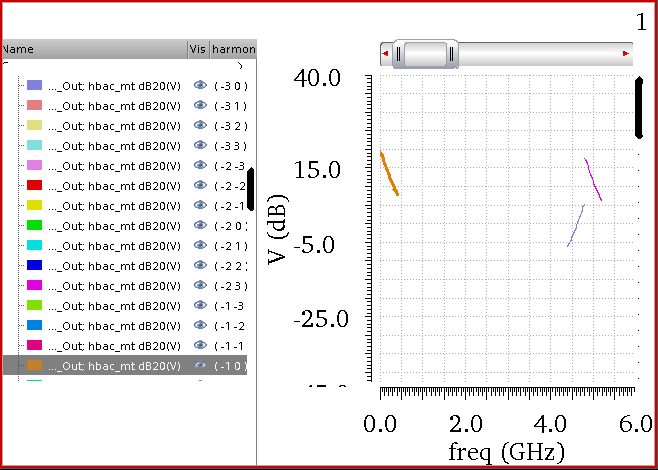 1
Name Vis harmon
..._Out; hbac_mt dB20(V) (-3 0)
..._Out; hbac_mt dB20(V) (-3 1)
..._Out; hbac_mt dB20(V) (-3 2)
..._Out; hbac_mt dB20(V) (-3 3)
..._Out; hbac_mt dB20(V) (-2 -3
..._Out; hbac_mt dB20(V) (-2 -2
..._Out; hbac_mt dB20(V) (-2 -1
..._Out; hbac_mt dB20(V) (-2 0)
..._Out; hbac_mt dB20(V) (-2 1)
..._Out; hbac_mt dB20(V) (-2 2)
..._Out; hbac_mt dB20(V) (-2 3)
..._Out; hbac_mt dB20(V) (-1 -3
..._Out; hbac_mt dB20(V) (-1 -2
..._Out; hbac_mt dB20(V) (-1 -1
..._Out; hbac_mt dB20(V) (-1 0)
V (dB)
40.0
15.0
-5.0
-25.0
0.0 2.0 4.0 6.0
freq (GHz)